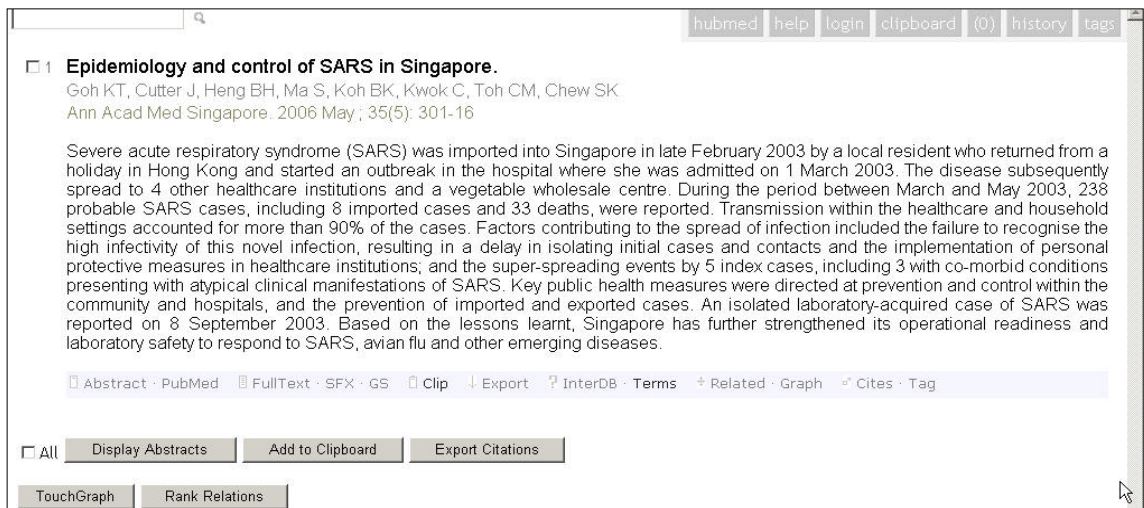 hubmed help login clipboard (0) history tags
1 Epidemiology and control of SARS in Singapore.
Goh KT, Cutter J, Heng BH, Ma S, Koh BK, Kwok C, Toh CM, Chew SK
Ann Acad Med Singapore. 2006 May ; 35(5): 301-16
Severe acute respiratory syndrome (SARS) was imported into Singapore in late February 2003 by a local resident who returned from a
holiday in Hong Kong and started an outbreak in the hospital where she was admitted on 1 March 2003. The disease subsequently
spread to 4 other healthcare institutions and a vegetable wholesale centre. During the period between March and May 2003, 238
probable SARS cases, including 8 imported cases and 33 deaths, were reported. Transmission within the healthcare and household
settings accounted for more than 90% of the cases. Factors contributing to the spread of infection included the failure to recognise the
high infectivity of this novel infection, resulting in a delay in isolating initial cases and contacts and the implementation of personal
protective measures in healthcare institutions; and the super-spreading events by 5 index cases, including 3 with co-morbid conditions
presenting with atypical clinical manifestations of SARS. Key public health measures were directed at prevention and control within the
community and hospitals, and the prevention of imported and exported cases. An isolated laboratory-acquired case of SARS was
reported on 8 September 2003. Based on the lessons learnt, Singapore has further strengthened its operational readiness and
laboratory safety to respond to SARS, avian flu and other emerging diseases.
Abstract · PubMed FullText · SFX · GS Clip Export InterDB · Terms Related · Graph Cites · Tag
All Display Abstracts Add to Clipboard Export Citations
TouchGraph Rank Relations